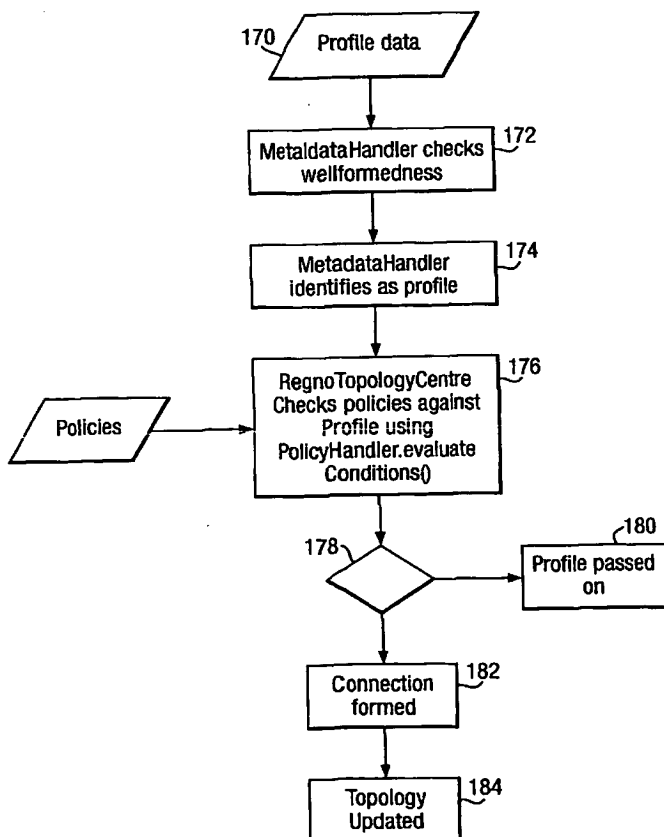 170
Profile data
MetaldataHandler checks
wellformedness
172
MetadataHandler
identifies as profile
174
RegnoTopologyCentre
Checks policies against
Profile using
PolicyHandler.evaluate
Conditions()
176
Policies
178
180
Profile passed
on
Connection
formed
182
Topology
Updated
184